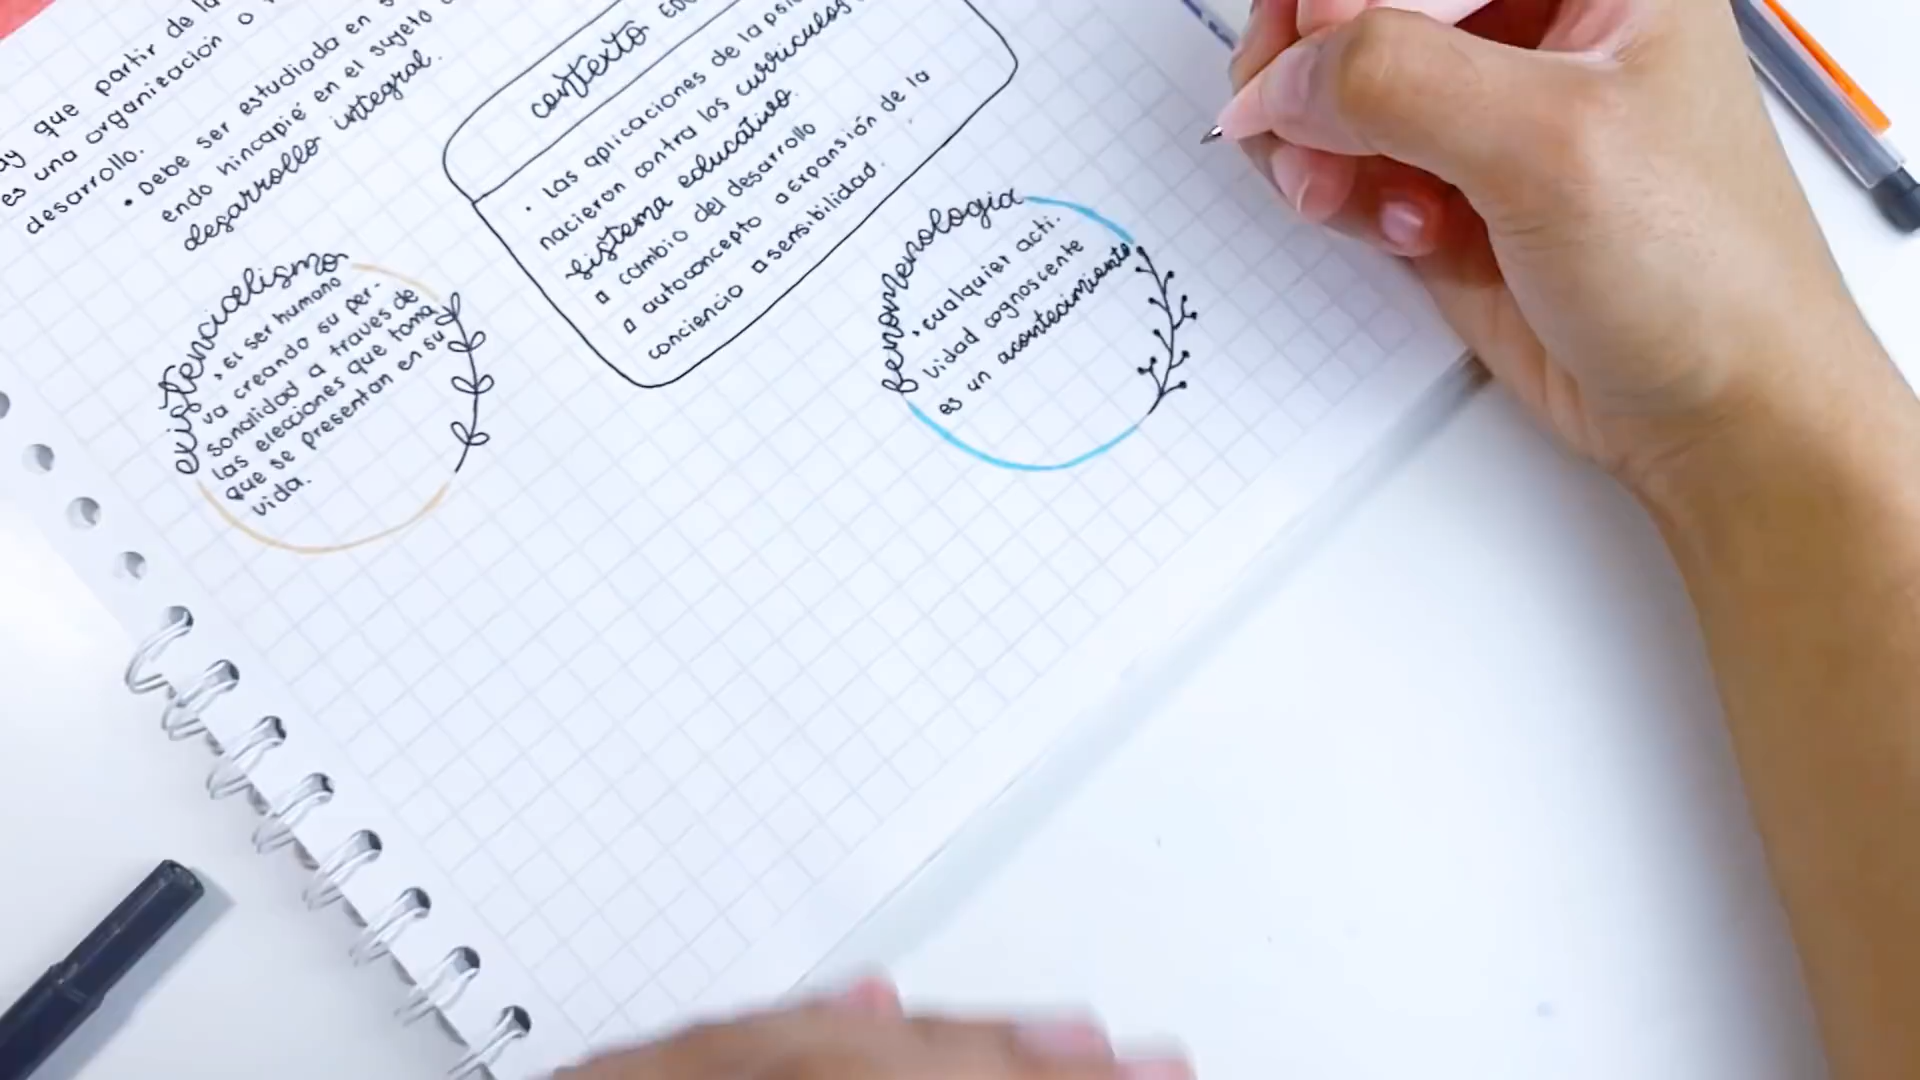 que partir de la
es una organización o
desarrollo.
• Debe ser estudiada en
endo hincapié en el sujeto
desarrollo integral.
contexto
• Las aplicaciones de la
nacieron contra los curriculos
sistema educativo.
▫ cambio del desarrollo
▫ autoconcepto ▫ expansión de la
conciencia ▫ sensibilidad.
existencialismo
• El ser humano
va creando su per-
sonalidad a través de
las elecciones que toma,
que se presentan en su
vida.
fenomenología
• cualquier acti.
vidad cognoscente
es un acontecimiento